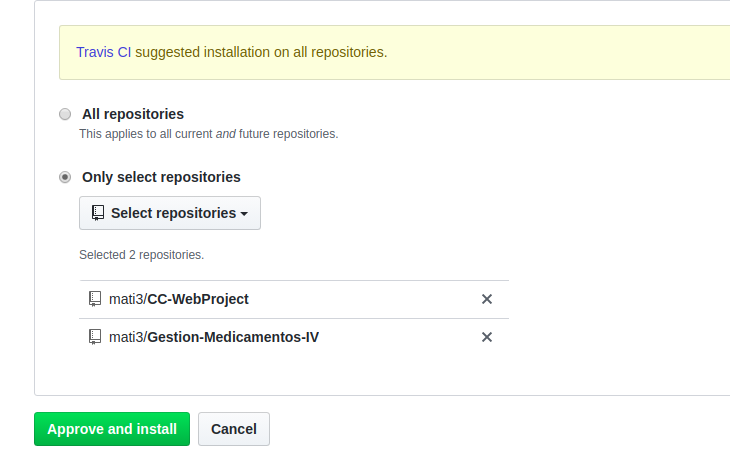 Travis CI suggested installation on all repositories.
All repositories
This applies to all current and future repositories.
Only select repositories
Select repositories
Selected 2 repositories.
mati3/CC-WebProject
mati3/Gestion-Medicamentos-IV
Approve and install
Cancel